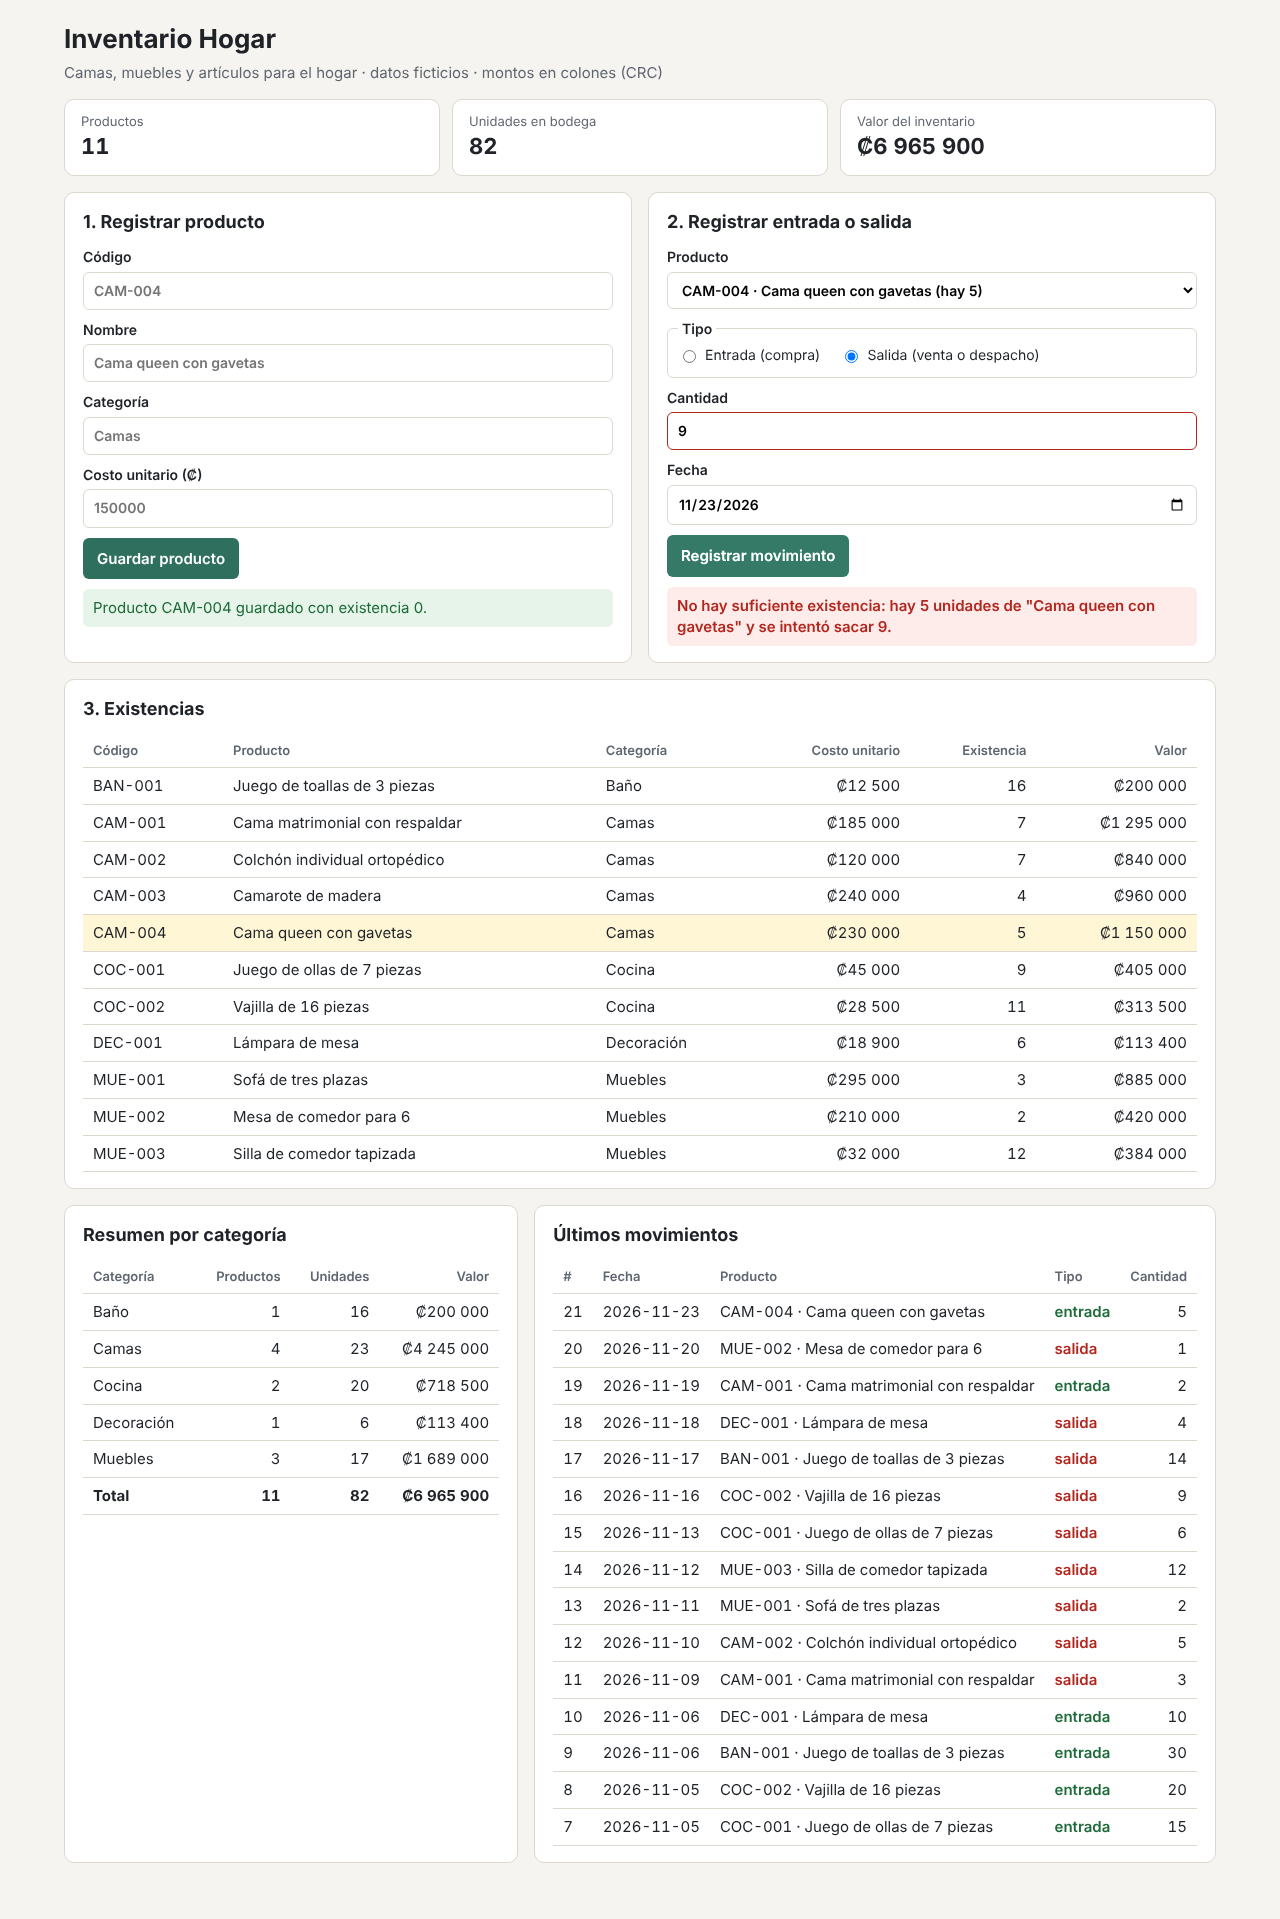 Inventario Hogar
Camas, muebles y artículos para el hogar · datos ficticios · montos en colones (CRC)
Productos
11
Unidades en bodega
82
Valor del inventario
₡6 965 900
1. Registrar producto
Código
CAM-004
Nombre
Cama queen con gavetas
Categoría
Camas
Costo unitario (₡)
150000
Guardar producto
Producto CAM-004 guardado con existencia 0.
2. Registrar entrada o salida
Producto
CAM-004 · Cama queen con gavetas (hay 5)
Tipo
Entrada (compra) Salida (venta o despacho)
Cantidad
9
Fecha
11/23/2026
Registrar movimiento
No hay suficiente existencia: hay 5 unidades de "Cama queen con
gavetas" y se intentó sacar 9.
3. Existencias
Código Producto Categoría Costo unitario Existencia Valor
BAN-001 Juego de toallas de 3 piezas Baño ₡12 500 16 ₡200 000
CAM-001 Cama matrimonial con respaldar Camas ₡185 000 7 ₡1 295 000
CAM-002 Colchón individual ortopédico Camas ₡120 000 7 ₡840 000
CAM-003 Camarote de madera Camas ₡240 000 4 ₡960 000
CAM-004 Cama queen con gavetas Camas ₡230 000 5 ₡1 150 000
COC-001 Juego de ollas de 7 piezas Cocina ₡45 000 9 ₡405 000
COC-002 Vajilla de 16 piezas Cocina ₡28 500 11 ₡313 500
DEC-001 Lámpara de mesa Decoración ₡18 900 6 ₡113 400
MUE-001 Sofá de tres plazas Muebles ₡295 000 3 ₡885 000
MUE-002 Mesa de comedor para 6 Muebles ₡210 000 2 ₡420 000
MUE-003 Silla de comedor tapizada Muebles ₡32 000 12 ₡384 000
Resumen por categoría
Categoría Productos Unidades Valor
Baño 1 16 ₡200 000
Camas 4 23 ₡4 245 000
Cocina 2 20 ₡718 500
Decoración 1 6 ₡113 400
Muebles 3 17 ₡1 689 000
Total 11 82 ₡6 965 900
Últimos movimientos
# Fecha Producto Tipo Cantidad
21 2026-11-23 CAM-004 · Cama queen con gavetas entrada 5
20 2026-11-20 MUE-002 · Mesa de comedor para 6 salida 1
19 2026-11-19 CAM-001 · Cama matrimonial con respaldar entrada 2
18 2026-11-18 DEC-001 · Lámpara de mesa salida 4
17 2026-11-17 BAN-001 · Juego de toallas de 3 piezas salida 14
16 2026-11-16 COC-002 · Vajilla de 16 piezas salida 9
15 2026-11-13 COC-001 · Juego de ollas de 7 piezas salida 6
14 2026-11-12 MUE-003 · Silla de comedor tapizada salida 12
13 2026-11-11 MUE-001 · Sofá de tres plazas salida 2
12 2026-11-10 CAM-002 · Colchón individual ortopédico salida 5
11 2026-11-09 CAM-001 · Cama matrimonial con respaldar salida 3
10 2026-11-06 DEC-001 · Lámpara de mesa entrada 10
9 2026-11-06 BAN-001 · Juego de toallas de 3 piezas entrada 30
8 2026-11-05 COC-002 · Vajilla de 16 piezas entrada 20
7 2026-11-05 COC-001 · Juego de ollas de 7 piezas entrada 15